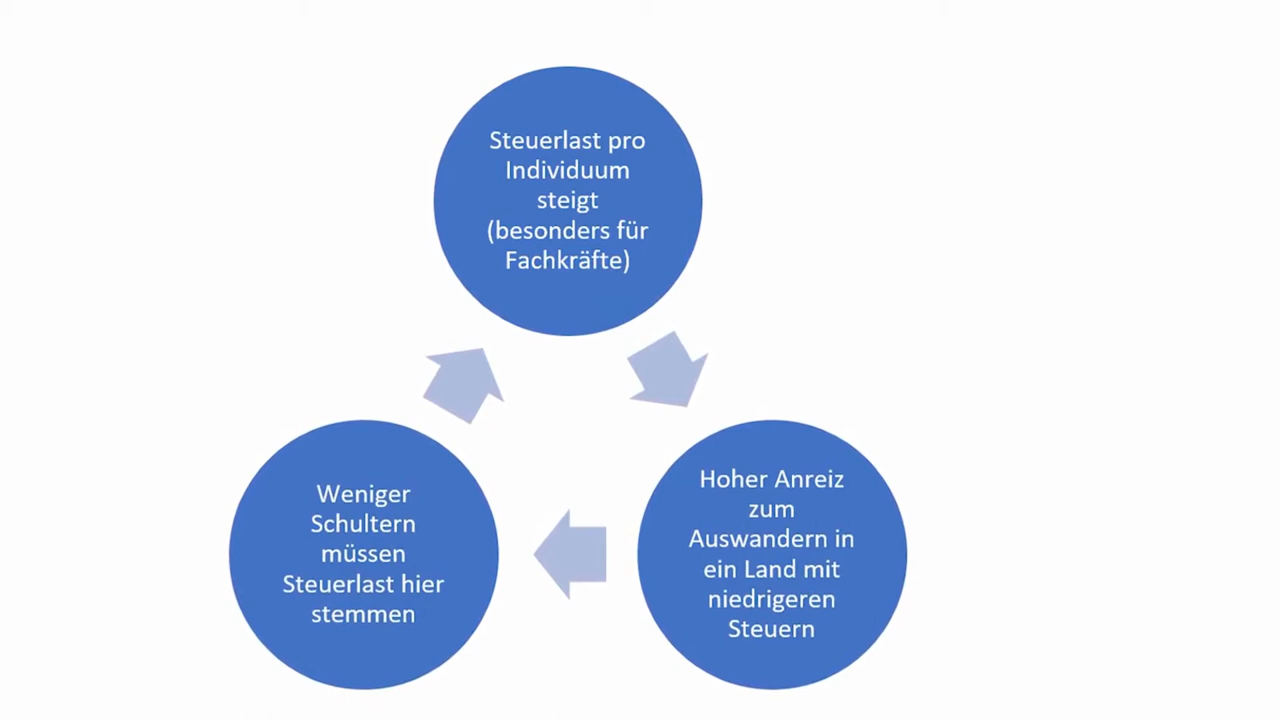 Steuerlast pro
Individuum
steigt
(besonders für
Fachkräfte)
Hoher Anreiz
zum
Auswandern in
ein Land mit
niedrigeren
Steuern
Weniger
Schultern
müssen
Steuerlast hier
stemmen